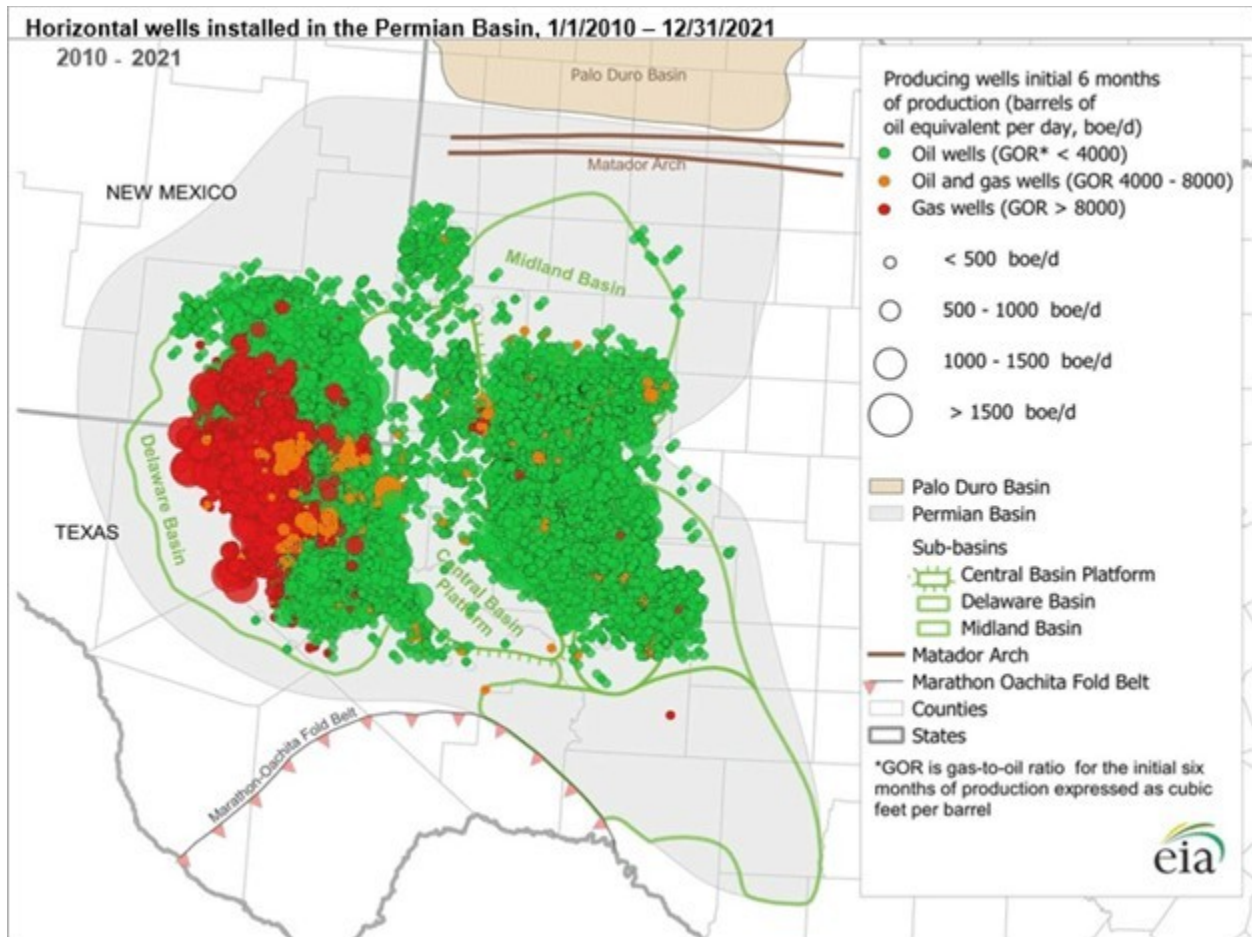 Horizontal wells installed in the Permian Basin, 1/1/2010 – 12/31/2021
2010 - 2021
Palo Duro Basin
Matador Arch
NEW MEXICO
Midland Basin
Delaware Basin
TEXAS
Central Basin
Platform
Marathon-Oachita Fold Belt
Producing wells initial 6 months
of production (barrels of
oil equivalent per day, boe/d)
Oil wells (GOR* < 4000)
Oil and gas wells (GOR 4000 - 8000)
Gas wells (GOR > 8000)
< 500 boe/d
500 - 1000 boe/d
1000 - 1500 boe/d
> 1500 boe/d
Palo Duro Basin
Permian Basin
Sub-basins
Central Basin Platform
Delaware Basin
Midland Basin
Matador Arch
Marathon Oachita Fold Belt
Counties
States
*GOR is gas-to-oil ratio for the initial six
months of production expressed as cubic
feet per barrel
eia